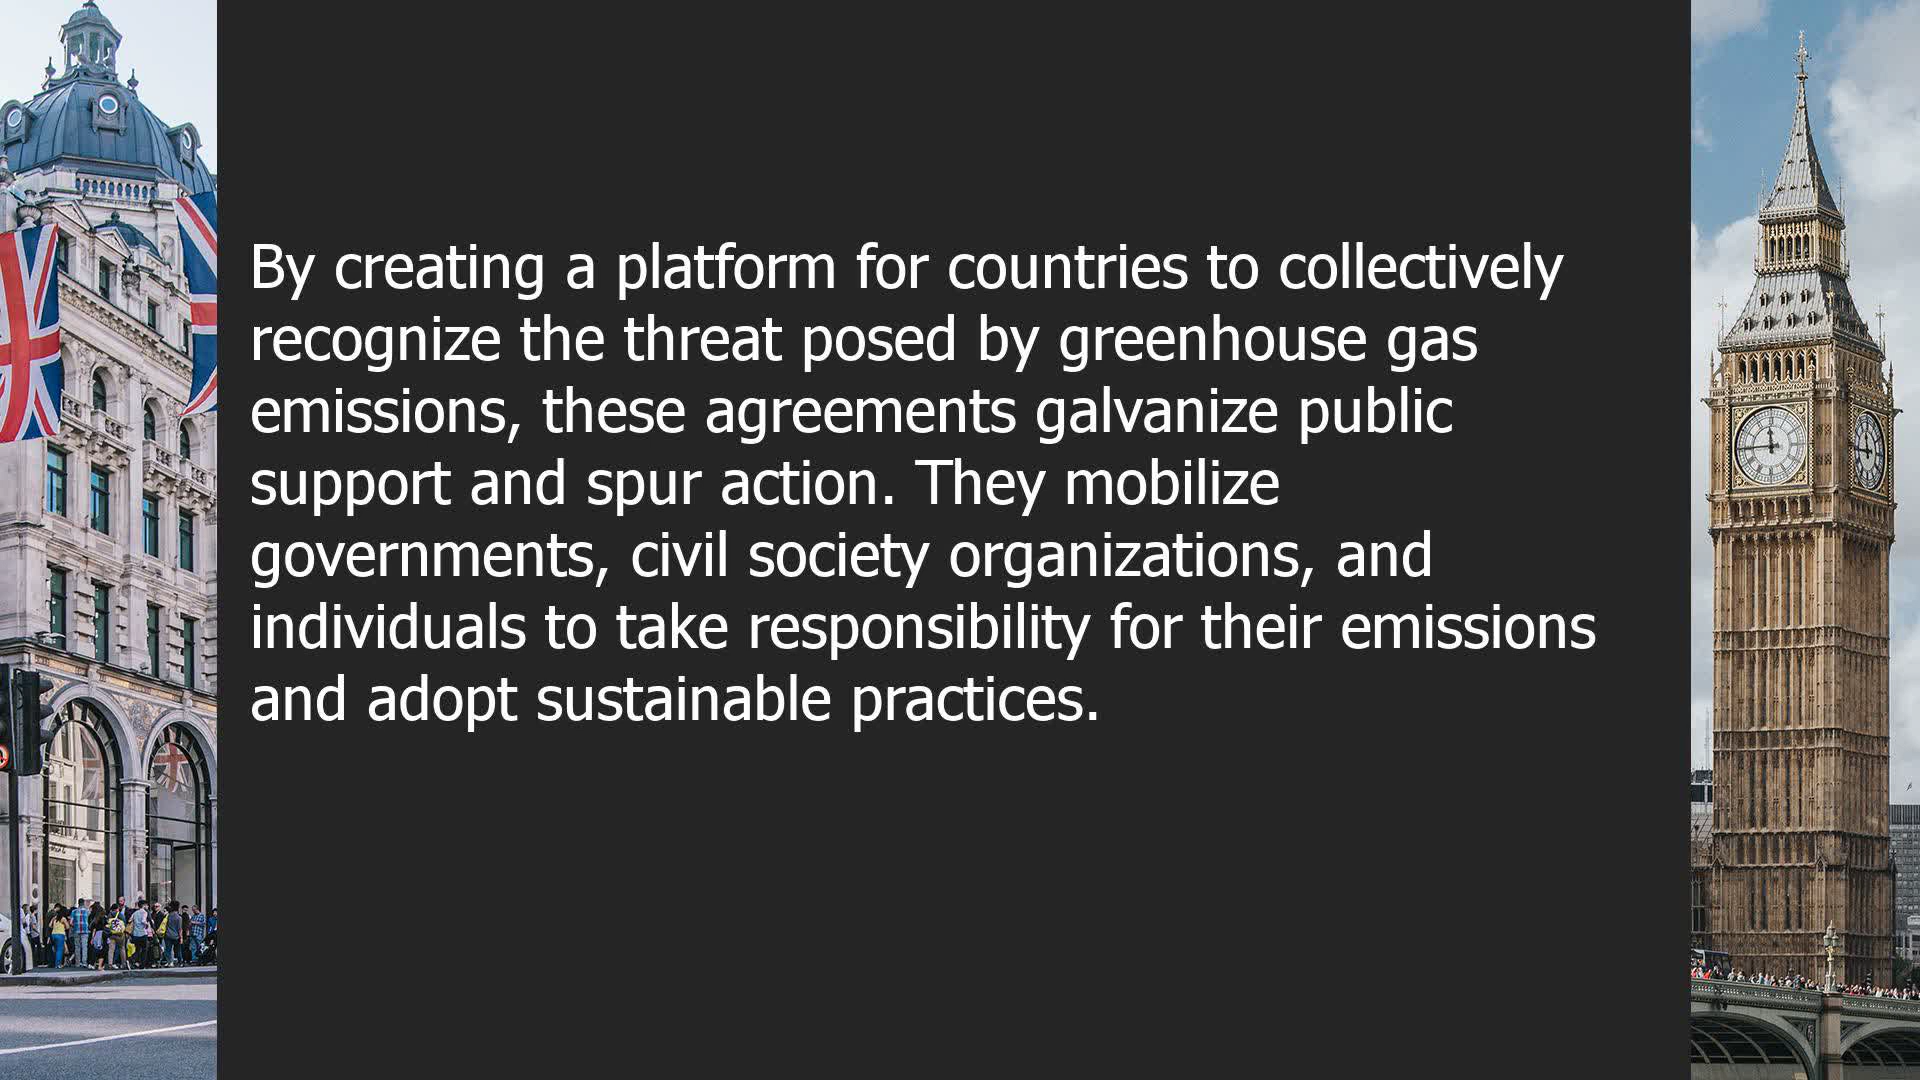 By creating a platform for countries to collectively
recognize the threat posed by greenhouse gas
emissions, these agreements galvanize public
support and spur action. They mobilize
governments, civil society organizations, and
individuals to take responsibility for their emissions
and adopt sustainable practices.